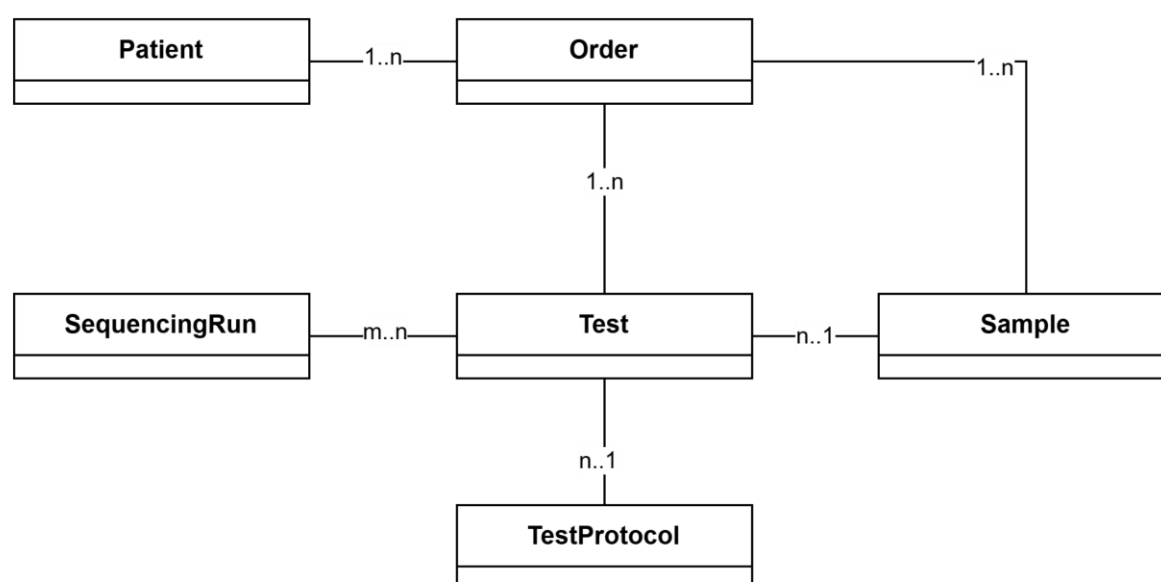 Patient
1..n
Order
1..n
1..n
SequencingRun
m..n
Test
n..1
Sample
n..1
TestProtocol